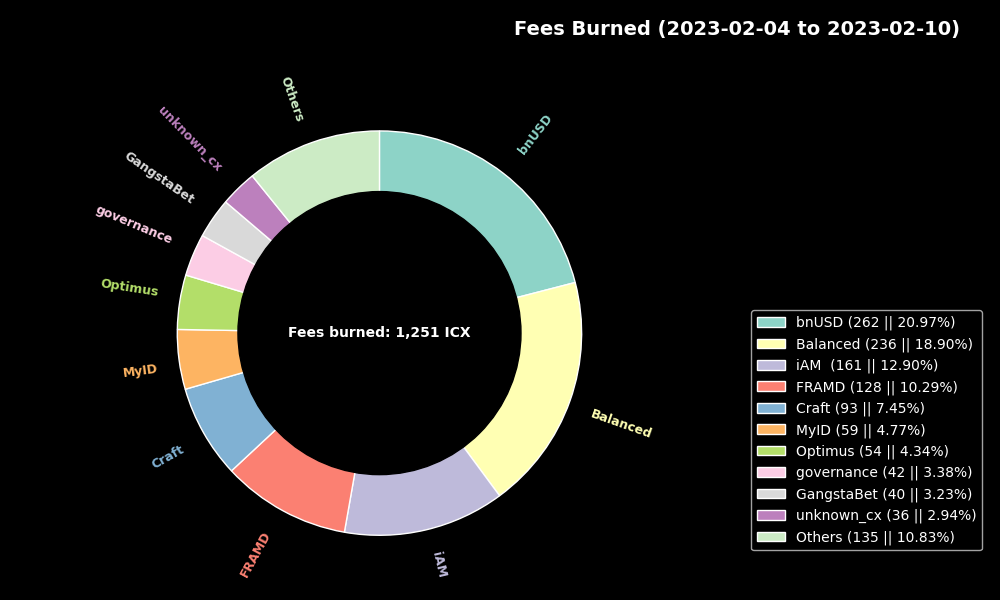 Fees Burned (2023-02-04 to 2023-02-10)
Others
bnUSD
unknown_cx
GangstaBet
governance
Optimus
MyID
Craft
FRAMD
iAM
Balanced
Fees burned: 1,251 ICX
bnUSD (262 || 20.97%)
Balanced (236 || 18.90%)
iAM  (161 || 12.90%)
FRAMD (128 || 10.29%)
Craft (93 || 7.45%)
MyID (59 || 4.77%)
Optimus (54 || 4.34%)
governance (42 || 3.38%)
GangstaBet (40 || 3.23%)
unknown_cx (36 || 2.94%)
Others (135 || 10.83%)